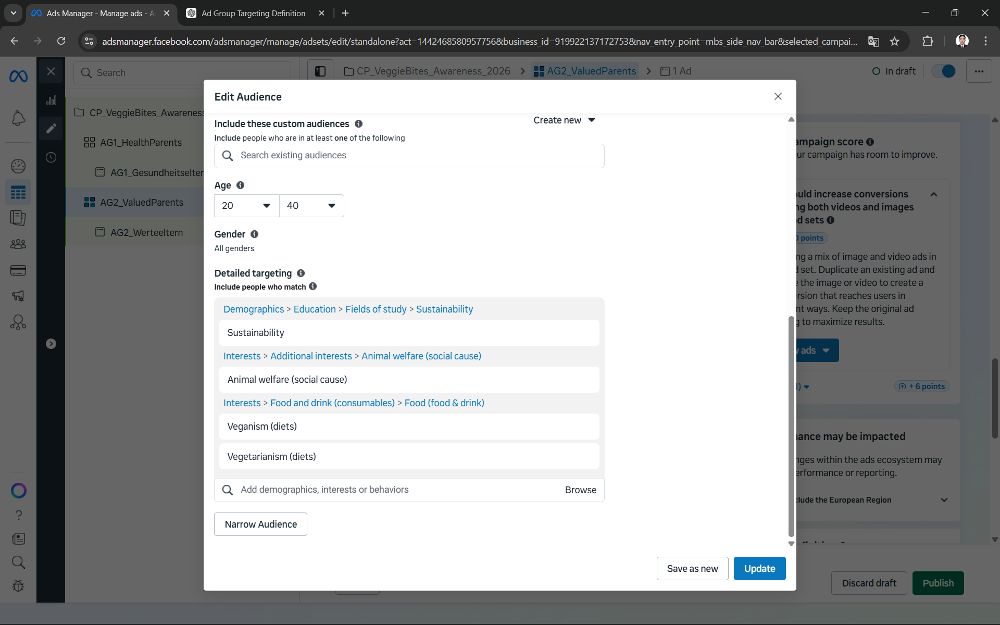 Ads Manager - Manage ads - A
Ad Group Targeting Definition
adsmanager.facebook.com/adsmanager/manage/adsets/edit/standalone?act=1442468580957756&business_id=919922137172753&nav_entry_point=mbs_side_nav_bar&selected_campai...
Search
CP_VeggieBites_Awareness_2026
AG2_ValuedParents
1 Ad
In draft
CP_VeggieBites_Awareness
AG1_HealthParents
AG1_Gesundheitselter
AG2_ValuedParents
AG2_Werteeltern
Edit Audience
Include these custom audiences
Create new
Include people who are in at least one of the following
Search existing audiences
Age
20
40
Gender
All genders
Detailed targeting
Include people who match
Demographics > Education > Fields of study > Sustainability
Sustainability
Interests > Additional interests > Animal welfare (social cause)
Animal welfare (social cause)
Interests > Food and drink (consumables) > Food (food & drink)
Veganism (diets)
Vegetarianism (diets)
Add demographics, interests or behaviors
Browse
Narrow Audience
Save as new
Update
ampaign score
ur campaign has room to improve.
uld increase conversions
ng both videos and images
d sets
0 points
ng a mix of image and video ads in
d set. Duplicate an existing ad and
e the image or video to create a
rsion that reaches users in
nt ways. Keep the original ad
g to maximize results.
ads
+ 6 points
ance may be impacted
nges within the ads ecosystem may
erformance or reporting.
clude the European Region
Discard draft
Publish